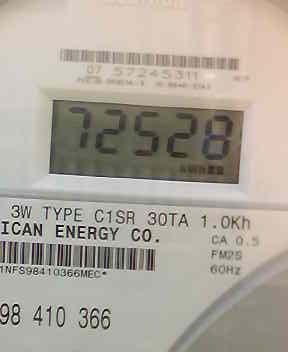 07 57245311
72528
3W TYPE C1SR 30TA 1.0Kh
ICAN ENERGY CO.
CA 0.5
FM2S
60Hz
1NFS98410366MEC*
98 410 366